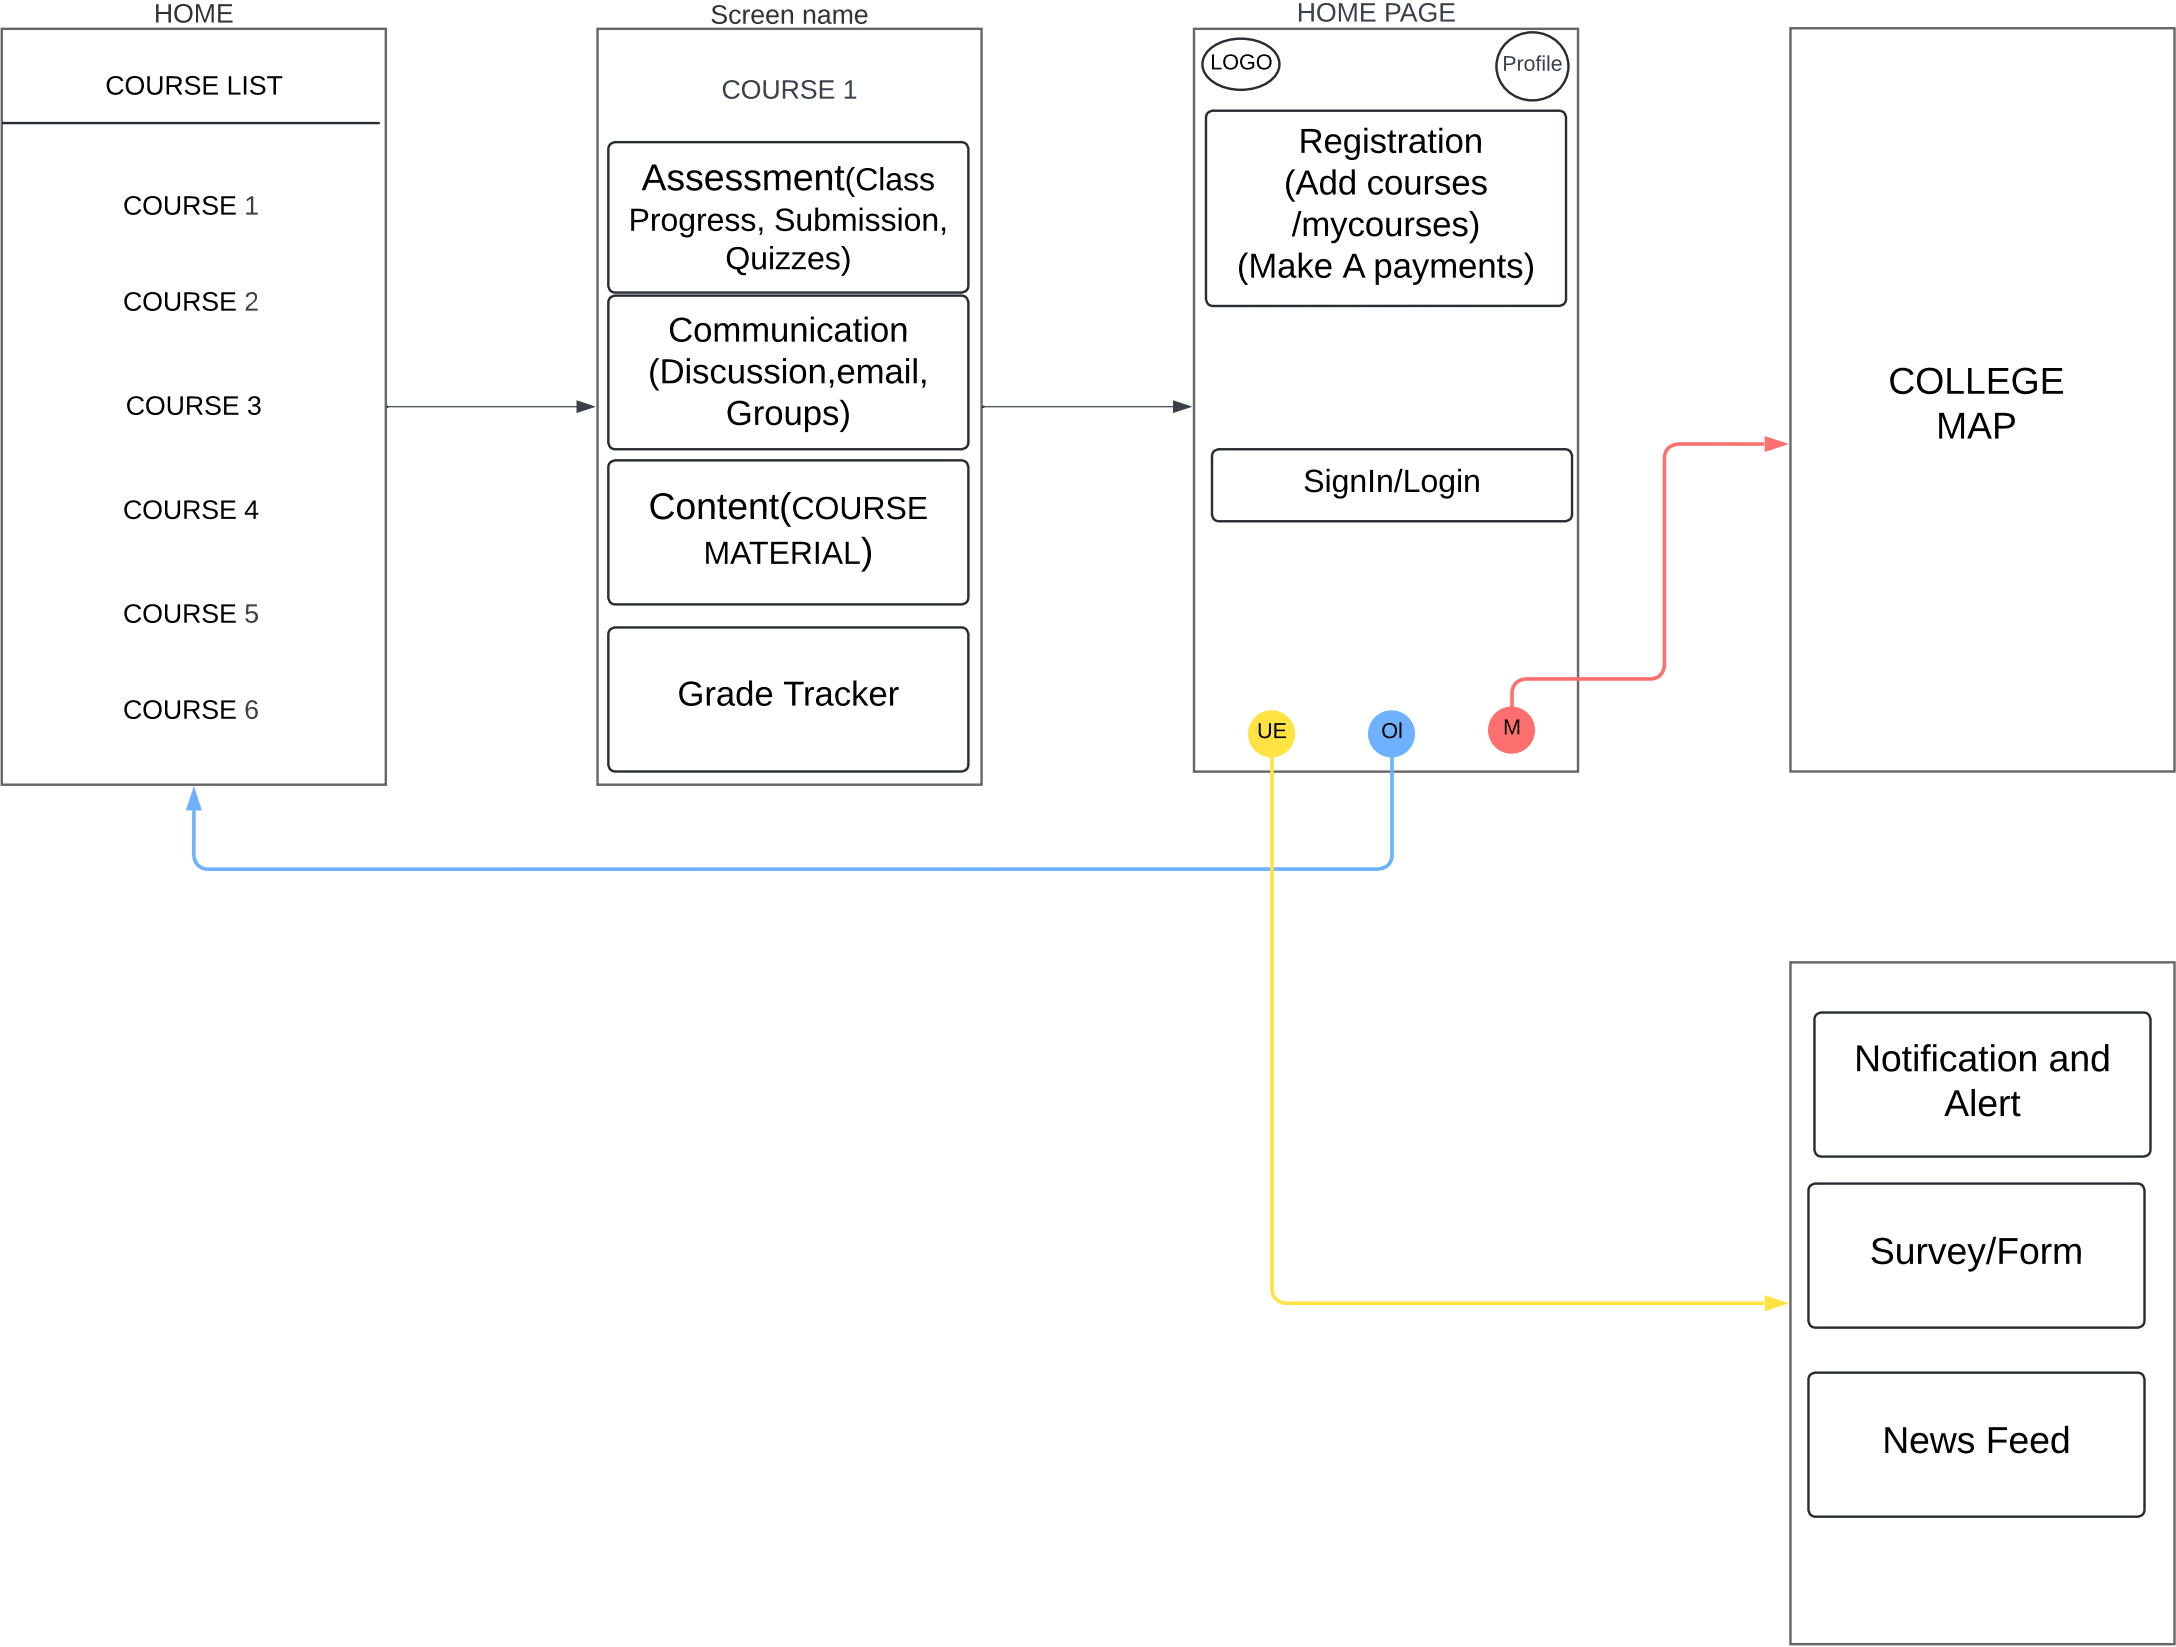 HOME
COURSE LIST
COURSE 1
COURSE 2
COURSE 3
COURSE 4
COURSE 5
COURSE 6
Screen name
COURSE 1
Assessment(Class
Progress, Submission,
Quizzes)
Communication
(Discussion,email,
Groups)
Content(COURSE
MATERIAL)
Grade Tracker
HOME PAGE
LOGO
Profile
Registration
(Add courses
/mycourses)
(Make A payments)
SignIn/Login
UE
Ol
M
COLLEGE
MAP
Notification and
Alert
Survey/Form
News Feed